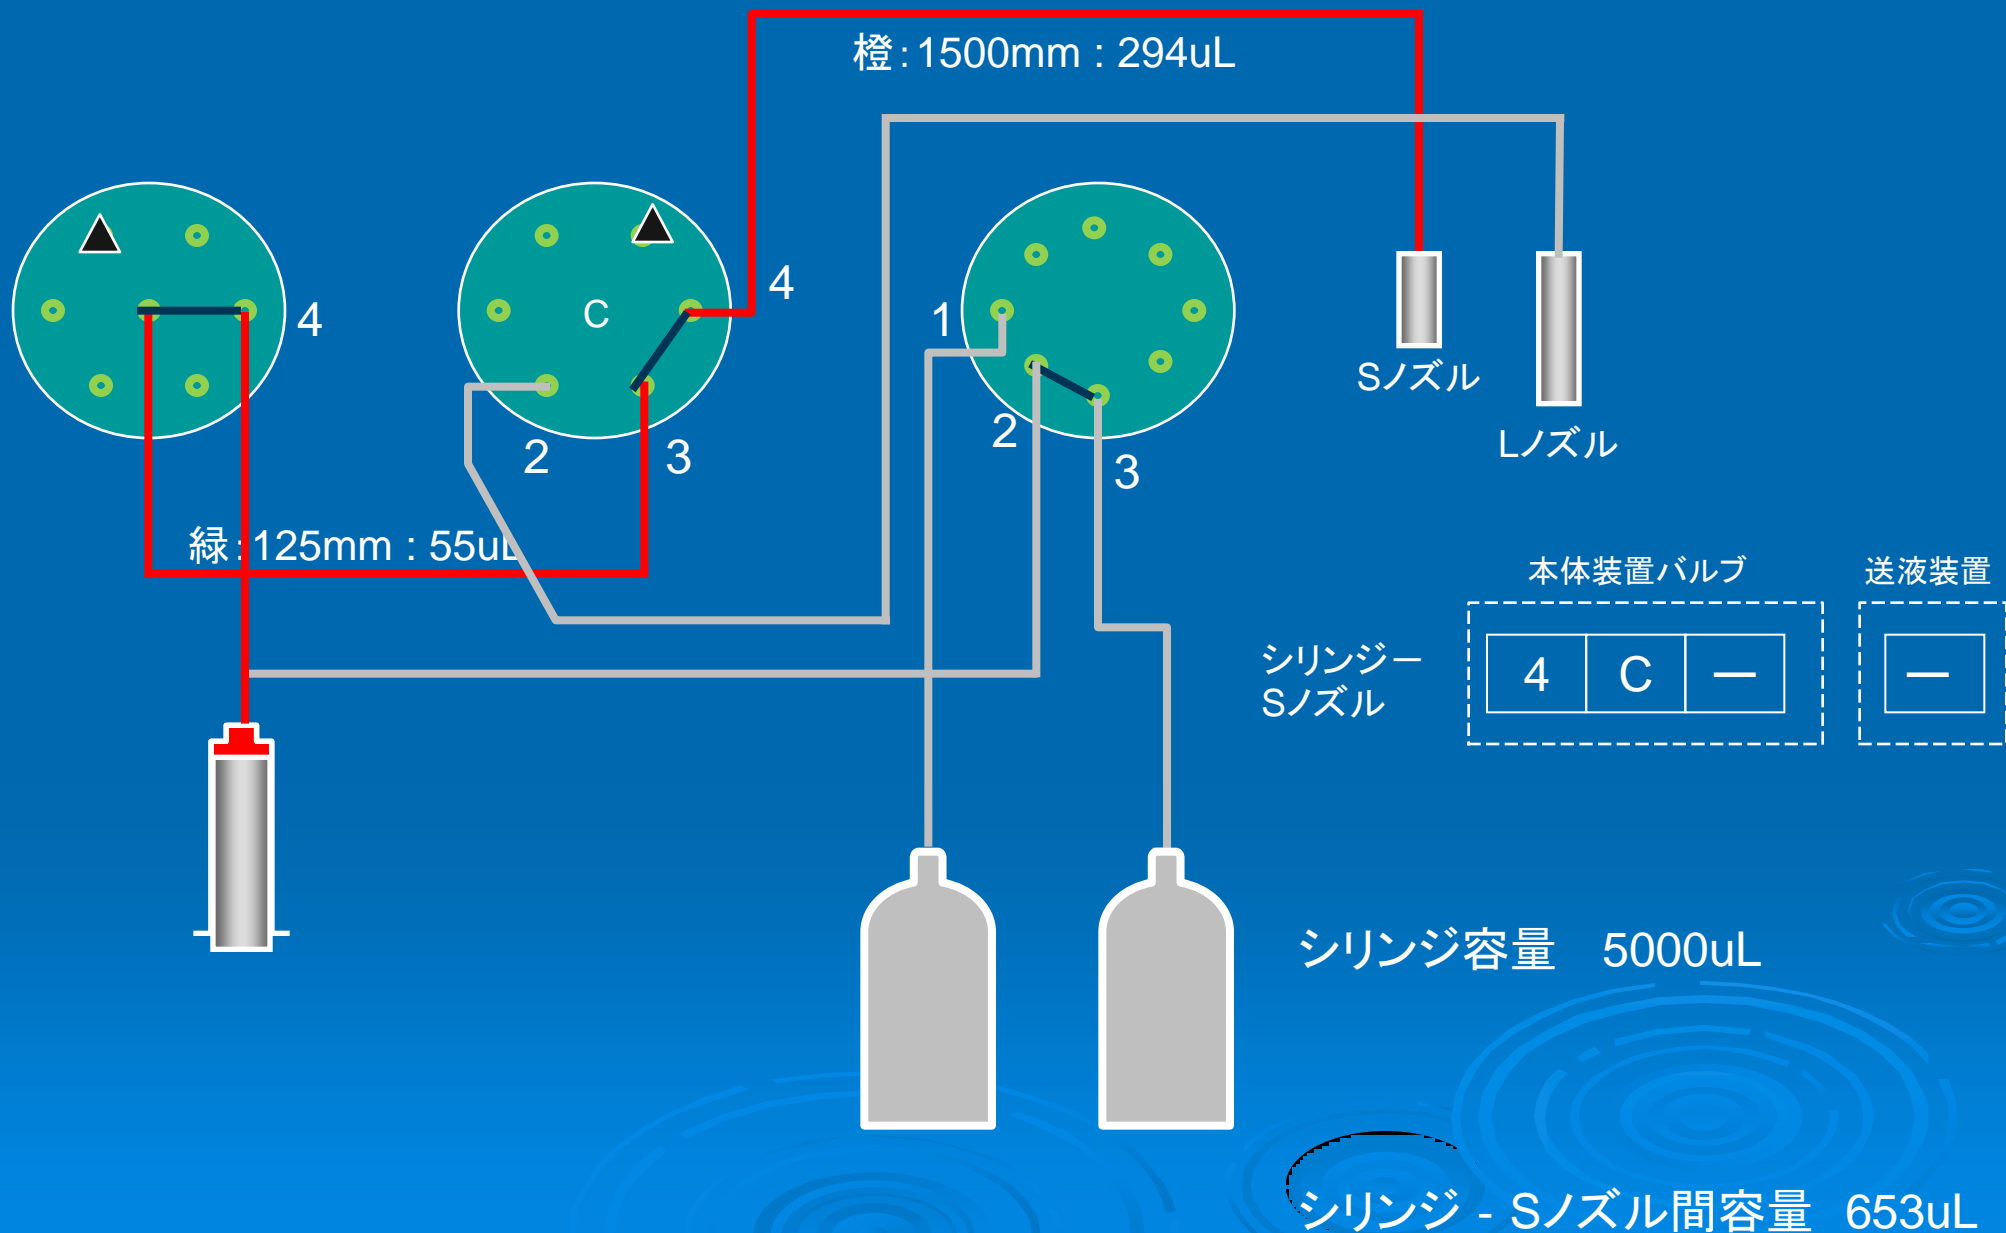 橙：1500mm：294uL
4
C
4
2
3
1
2
3
Sノズル
Lノズル
緑：125mm：55uL
本体装置バルブ
送液装置
シリンジー
Sノズル
4 C ー
ー
シリンジ容量　5000uL
シリンジ - Sノズル間容量　653uL